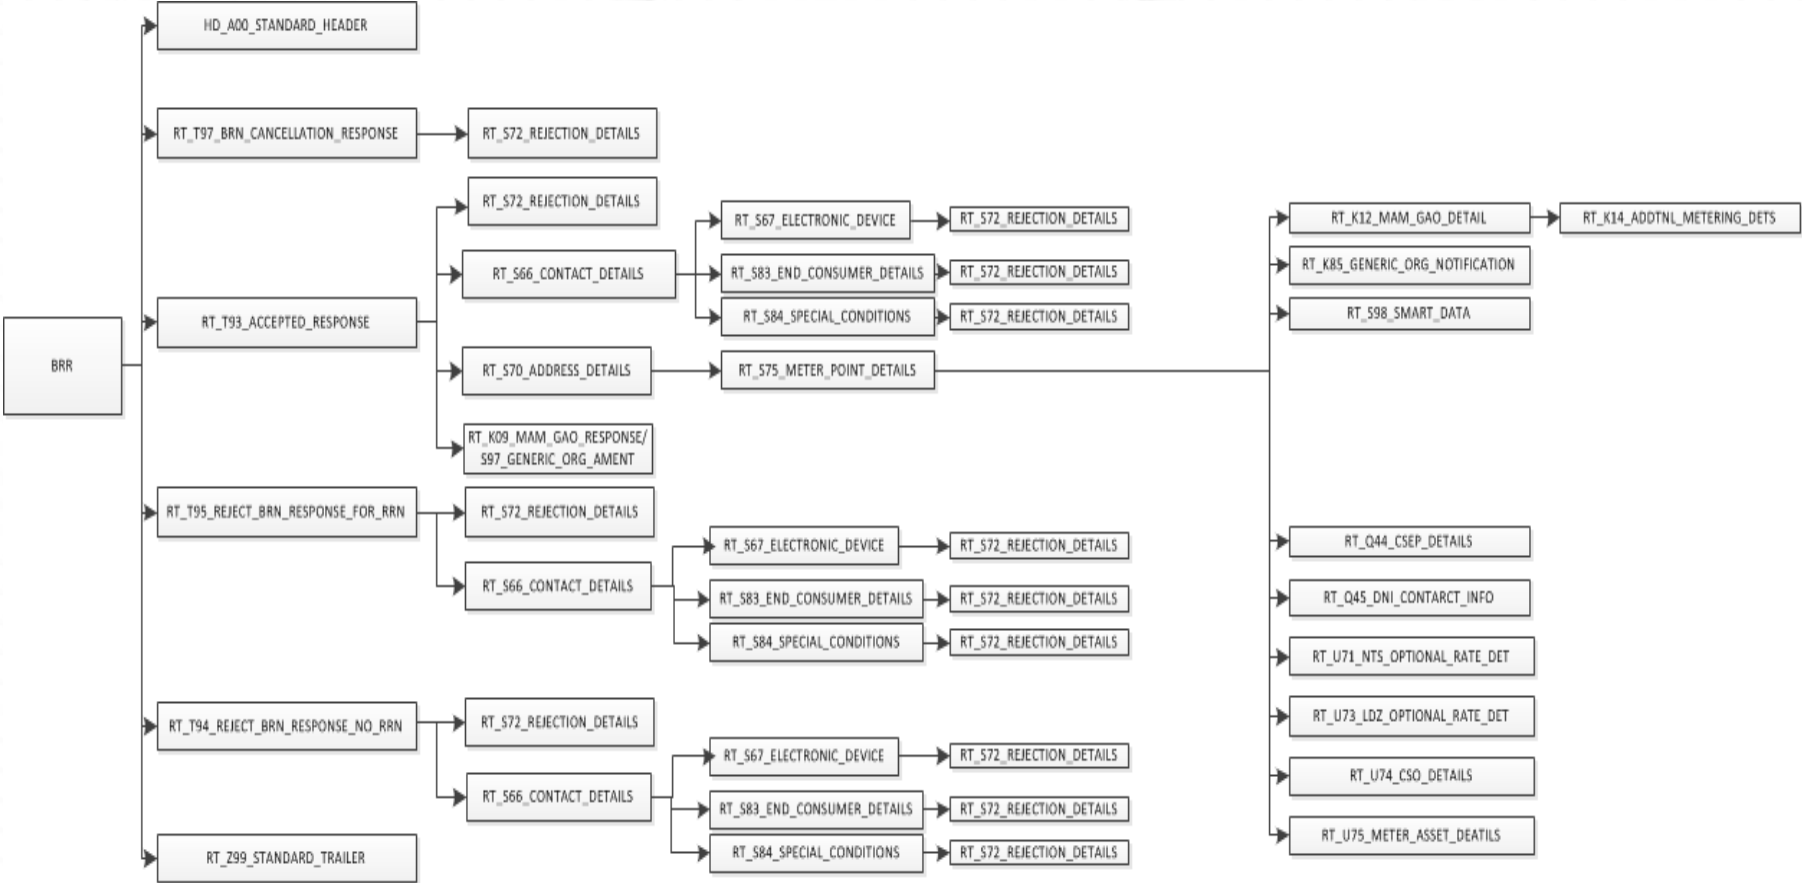 HD_A00_STANDARD_HEADER
RT_T97_BRN_CANCELLATION_RESPONSE
RT_S72_REJECTION_DETAILS
RT_S72_REJECTION_DETAILS
RT_S67_ELECTRONIC_DEVICE
RT_S72_REJECTION_DETAILS
RT_K12_MAM_GAO_DETAIL
RT_K14_ADDTNL_METERING_DETS
RT_S66_CONTACT_DETAILS
RT_S83_END_CONSUMER_DETAILS
RT_S72_REJECTION_DETAILS
RT_K85_GENERIC_ORG_NOTIFICATION
RT_T93_ACCEPTED_RESPONSE
RT_S84_SPECIAL_CONDITIONS
RT_S72_REJECTION_DETAILS
RT_S98_SMART_DATA
BRR
RT_S70_ADDRESS_DETAILS
RT_S75_METER_POINT_DETAILS
RT_K09_MAM_GAO_RESPONSE/
S97_GENERIC_ORG_AMENT
RT_T95_REJECT_BRN_RESPONSE_FOR_RRN
RT_S72_REJECTION_DETAILS
RT_S67_ELECTRONIC_DEVICE
RT_S72_REJECTION_DETAILS
RT_Q44_CSEP_DETAILS
RT_S66_CONTACT_DETAILS
RT_S83_END_CONSUMER_DETAILS
RT_S72_REJECTION_DETAILS
RT_Q45_DNI_CONTARCT_INFO
RT_S84_SPECIAL_CONDITIONS
RT_S72_REJECTION_DETAILS
RT_U71_NTS_OPTIONAL_RATE_DET
RT_T94_REJECT_BRN_RESPONSE_NO_RRN
RT_S72_REJECTION_DETAILS
RT_U73_LDZ_OPTIONAL_RATE_DET
RT_S67_ELECTRONIC_DEVICE
RT_S72_REJECTION_DETAILS
RT_U74_CSO_DETAILS
RT_S66_CONTACT_DETAILS
RT_S83_END_CONSUMER_DETAILS
RT_S72_REJECTION_DETAILS
RT_U75_METER_ASSET_DEATILS
RT_Z99_STANDARD_TRAILER
RT_S84_SPECIAL_CONDITIONS
RT_S72_REJECTION_DETAILS